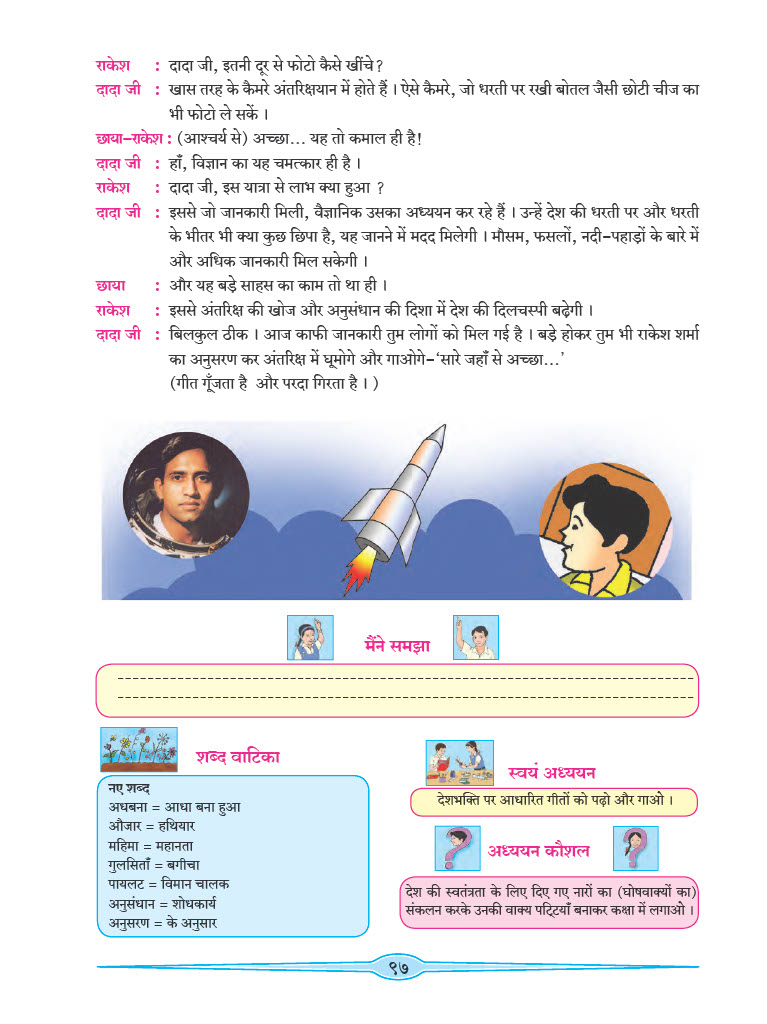 राकेश : दादा जी, इतनी दूर से फोटो कैसे खींचे ?
दादा जी : खास तरह के कैमरे अंतरिक्षयान में होते हैं । ऐसे कैमरे, जो धरती पर रखी बोतल जैसी छोटी चीज का
भी फोटो ले सकें ।
छाया-राकेश : (आश्चर्य से) अच्छा... यह तो कमाल ही है!
दादा जी : हाँ, विज्ञान का यह चमत्कार ही है ।
राकेश : दादा जी, इस यात्रा से लाभ क्या हुआ ?
दादा जी : इससे जो जानकारी मिली, वैज्ञानिक उसका अध्ययन कर रहे हैं । उन्हें देश की धरती पर और धरती
के भीतर भी क्या कुछ छिपा है, यह जानने में मदद मिलेगी । मौसम, फसलों, नदी-पहाड़ों के बारे में
और अधिक जानकारी मिल सकेगी ।
छाया : और यह बड़े साहस का काम तो था ही ।
राकेश : इससे अंतरिक्ष की खोज और अनुसंधान की दिशा में देश की दिलचस्पी बढ़ेगी ।
दादा जी : बिलकुल ठीक । आज काफी जानकारी तुम लोगों को मिल गई है । बड़े होकर तुम भी राकेश शर्मा
का अनुसरण कर अंतरिक्ष में घूमोगे और गाओगे-‘सारे जहाँ से अच्छा...’
(गीत गूँजता है और परदा गिरता है । )
मैंने समझा
शब्द वाटिका
नए शब्द
अधबना = आधा बना हुआ
औजार = हथियार
महिमा = महानता
गुलसिताँ = बगीचा
पायलट = विमान चालक
अनुसंधान = शोधकार्य
अनुसरण = के अनुसार
स्वयं अध्ययन
देशभक्ति पर आधारित गीतों को पढ़ो और गाओ ।
अध्ययन कौशल
देश की स्वतंत्रता के लिए दिए गए नारों का (घोषवाक्यों का)
संकलन करके उनकी वाक्य पट्टियाँ बनाकर कक्षा में लगाओ ।
९७